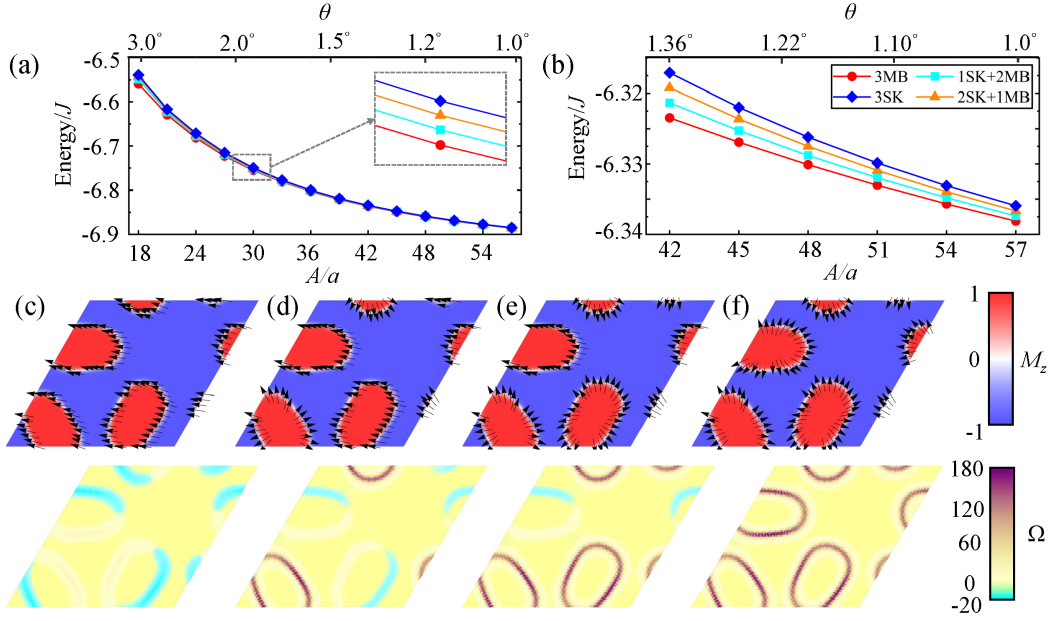 θ
3.0° 2.0° 1.5° 1.2° 1.0°
(a)
Energy/J
-6.5
-6.6
-6.7
-6.8
-6.9
18 24 30 36 42 48 54
A/a
θ
1.36° 1.22° 1.10° 1.0°
(b)
Energy/J
3MB 1SK+2MB
3SK 2SK+1MB
-6.32
-6.33
-6.34
42 45 48 51 54 57
A/a
(c) (d) (e) (f)
1
0
-1
M_z
180
120
60
0
-20
Ω